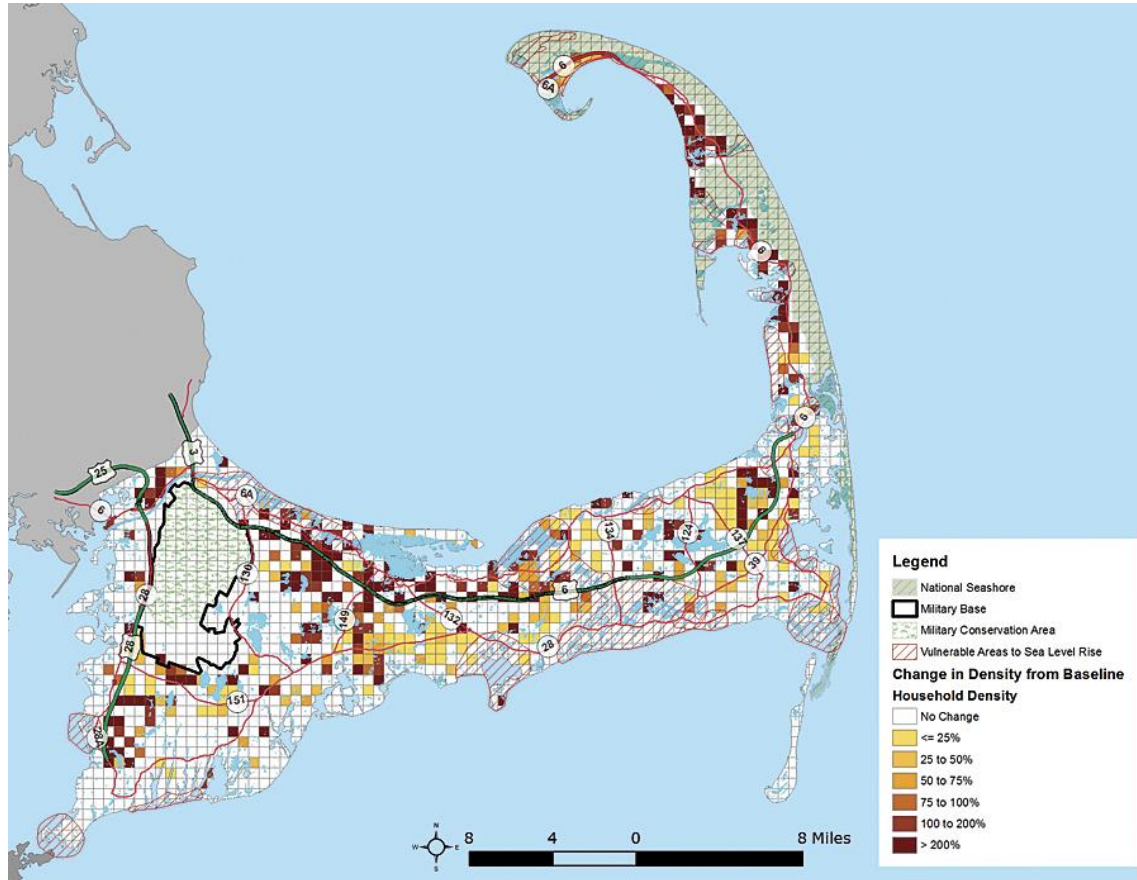 6
6A
6
6
3
25
6
6A
130
28
28
28A
151
149
132
6
28
134
124
137
39
N
W
E
S
8
4
0
8 Miles
Legend
National Seashore
Military Base
Military Conservation Area
Vulnerable Areas to Sea Level Rise
Change in Density from Baseline
Household Density
No Change
<= 25%
25 to 50%
50 to 75%
75 to 100%
100 to 200%
> 200%